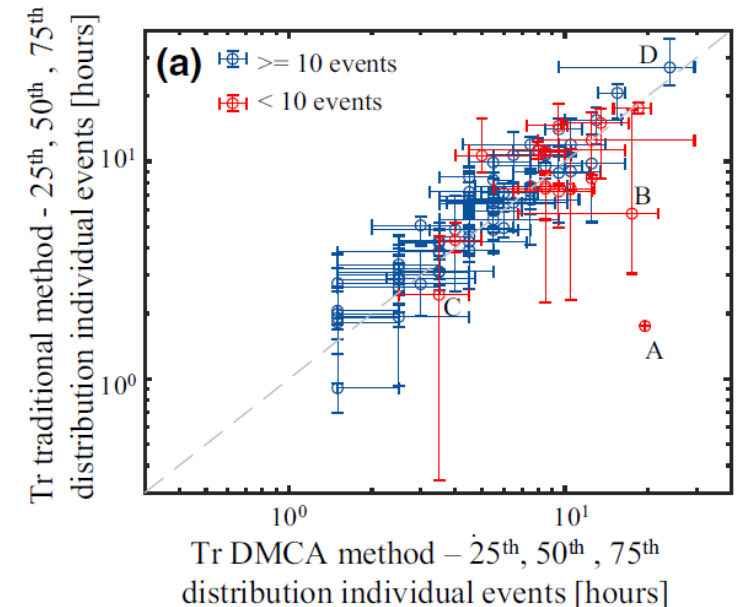 Tr traditional method - 25th, 50th , 75th
distribution individual events [hours]
(a)
>= 10 events
< 10 events
D
B
C
A
10¹
10⁰
10⁰
10¹
Tr DMCA method – 25th, 50th , 75th
distribution individual events [hours]